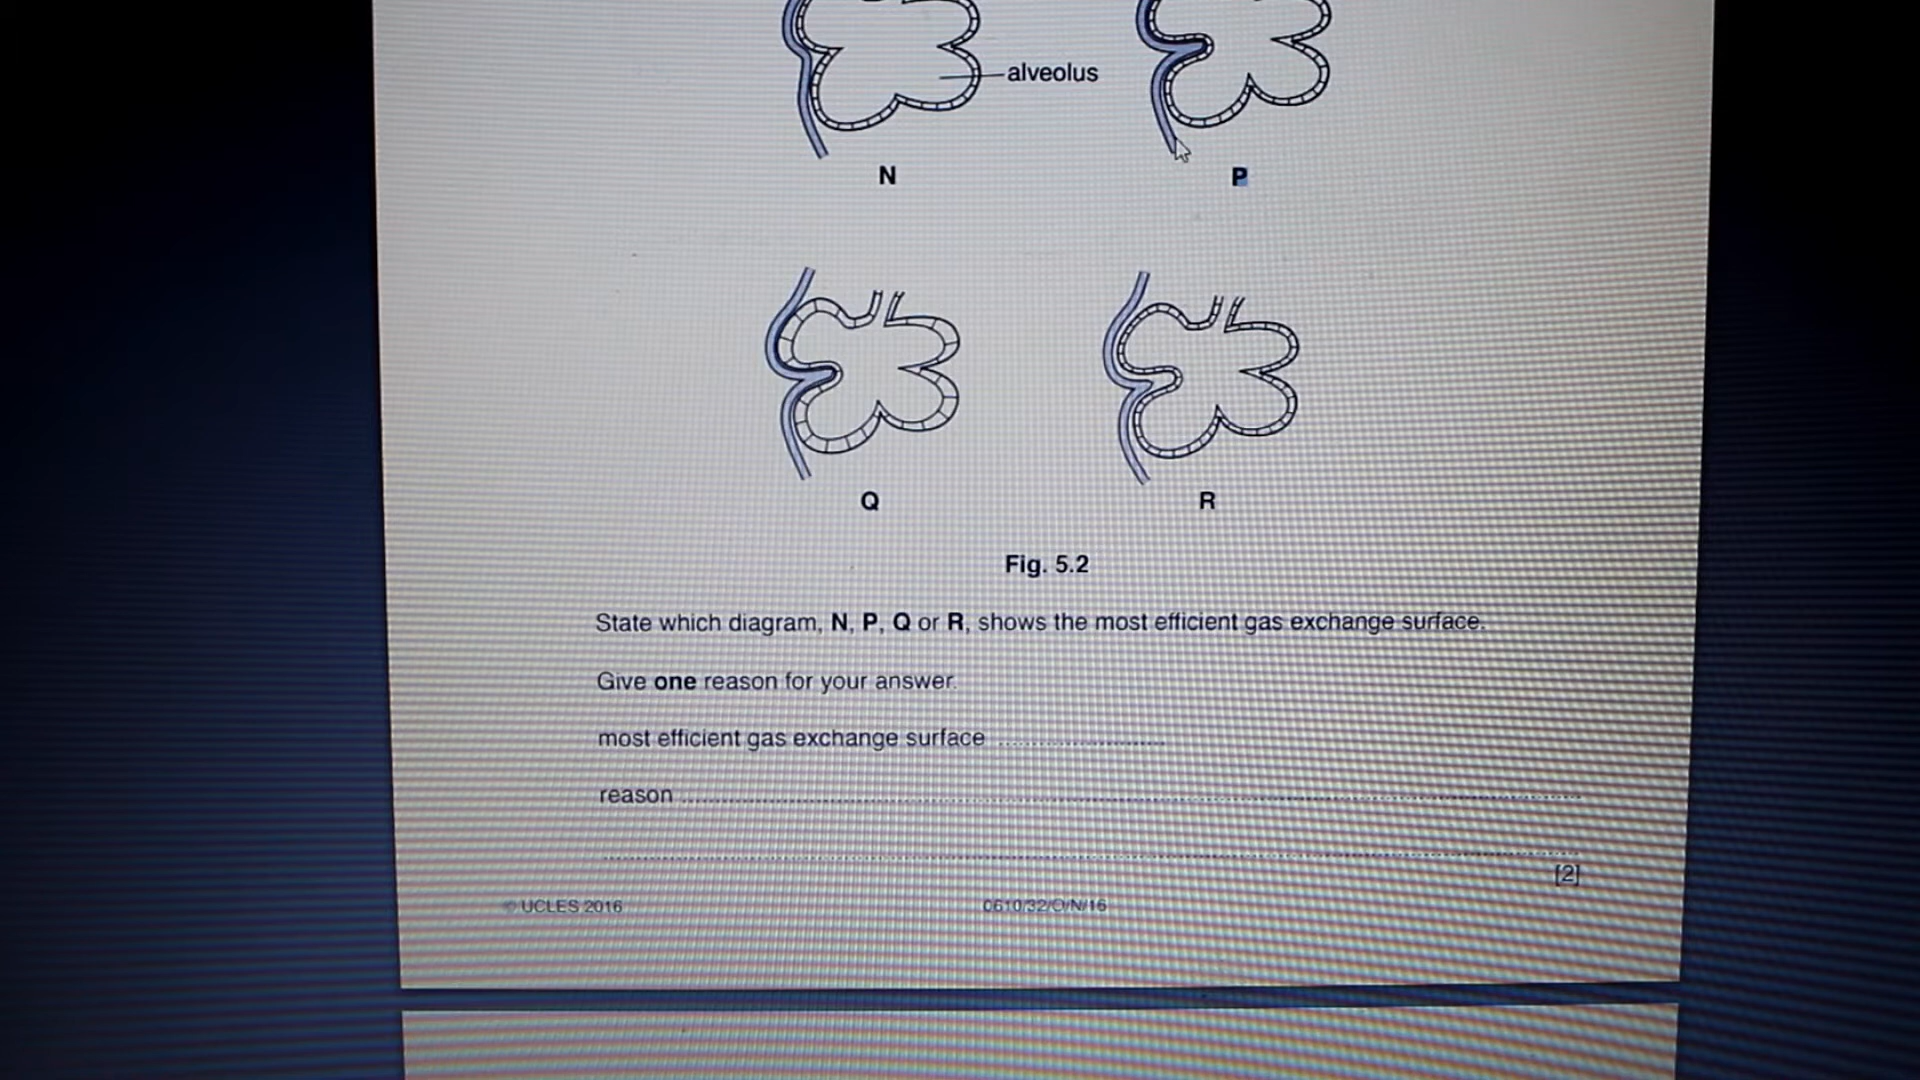 alveolus
N
P
Q
R
Fig. 5.2
State which diagram, N, P, Q or R, shows the most efficient gas exchange surface.
Give one reason for your answer.
most efficient gas exchange surface ........................
reason ................................................................
................................................................
[2]
© UCLES 2016
0610/32/O/N/16